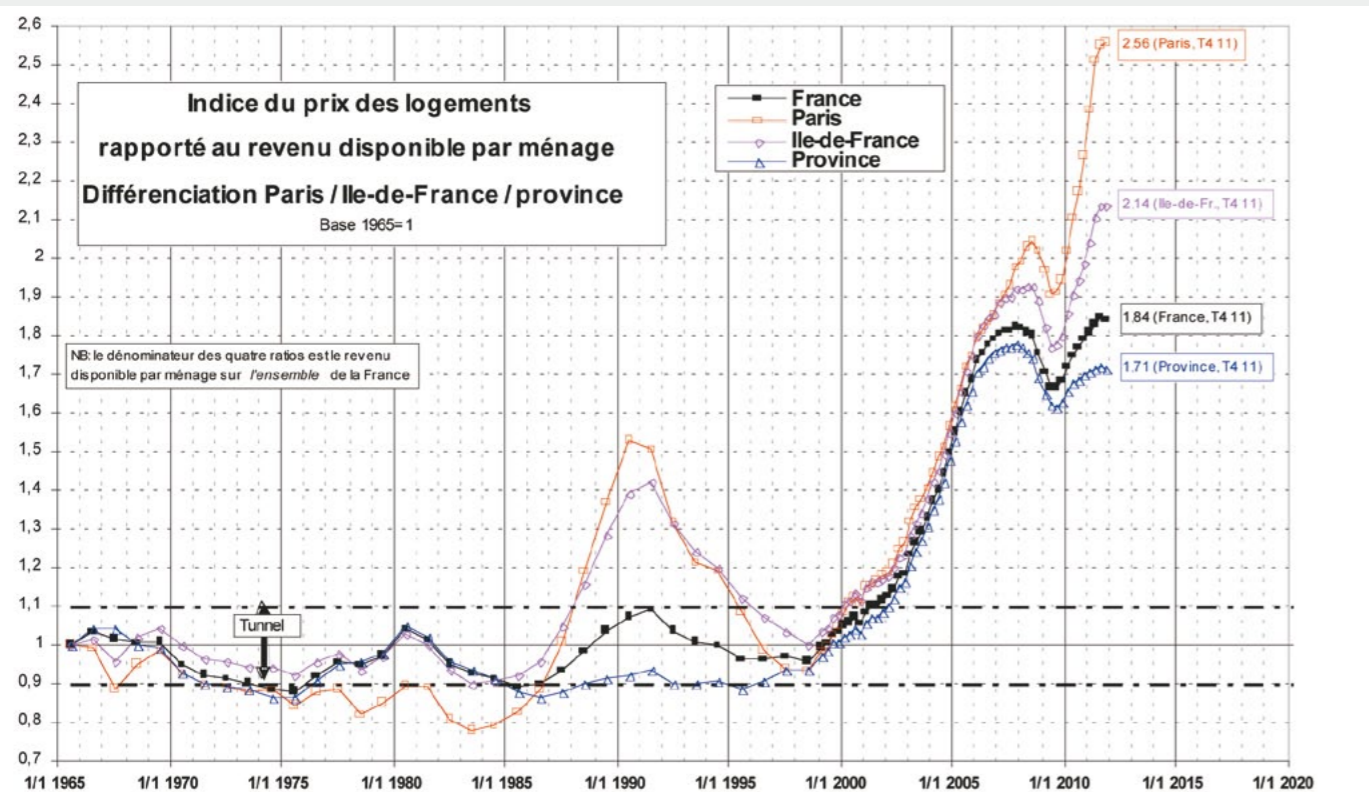 2,6
2,5
2,4
2,3
2,2
2,1
2
1,9
1,8
1,7
1,6
1,5
1,4
1,3
1,2
1,1
1
0,9
0,8
0,7
Indice du prix des logements
rapporté au revenu disponible par ménage
Différenciation Paris / Ile-de-France / province
Base 1965=1
France
Paris
Ile-de-France
Province
2.56 (Paris, T4 11)
2.14 (Ile-de-Fr., T4 11)
1.84 (France, T4 11)
1.71 (Province, T4 11)
NB: le dénominateur des quatre ratios est le revenu
disponible par ménage sur l'ensemble de la France
Tunnel
1/1 1965 1/1 1970 1/1 1975 1/1 1980 1/1 1985 1/1 1990 1/1 1995 1/1 2000 1/1 2005 1/1 2010 1/1 2015 1/1 2020